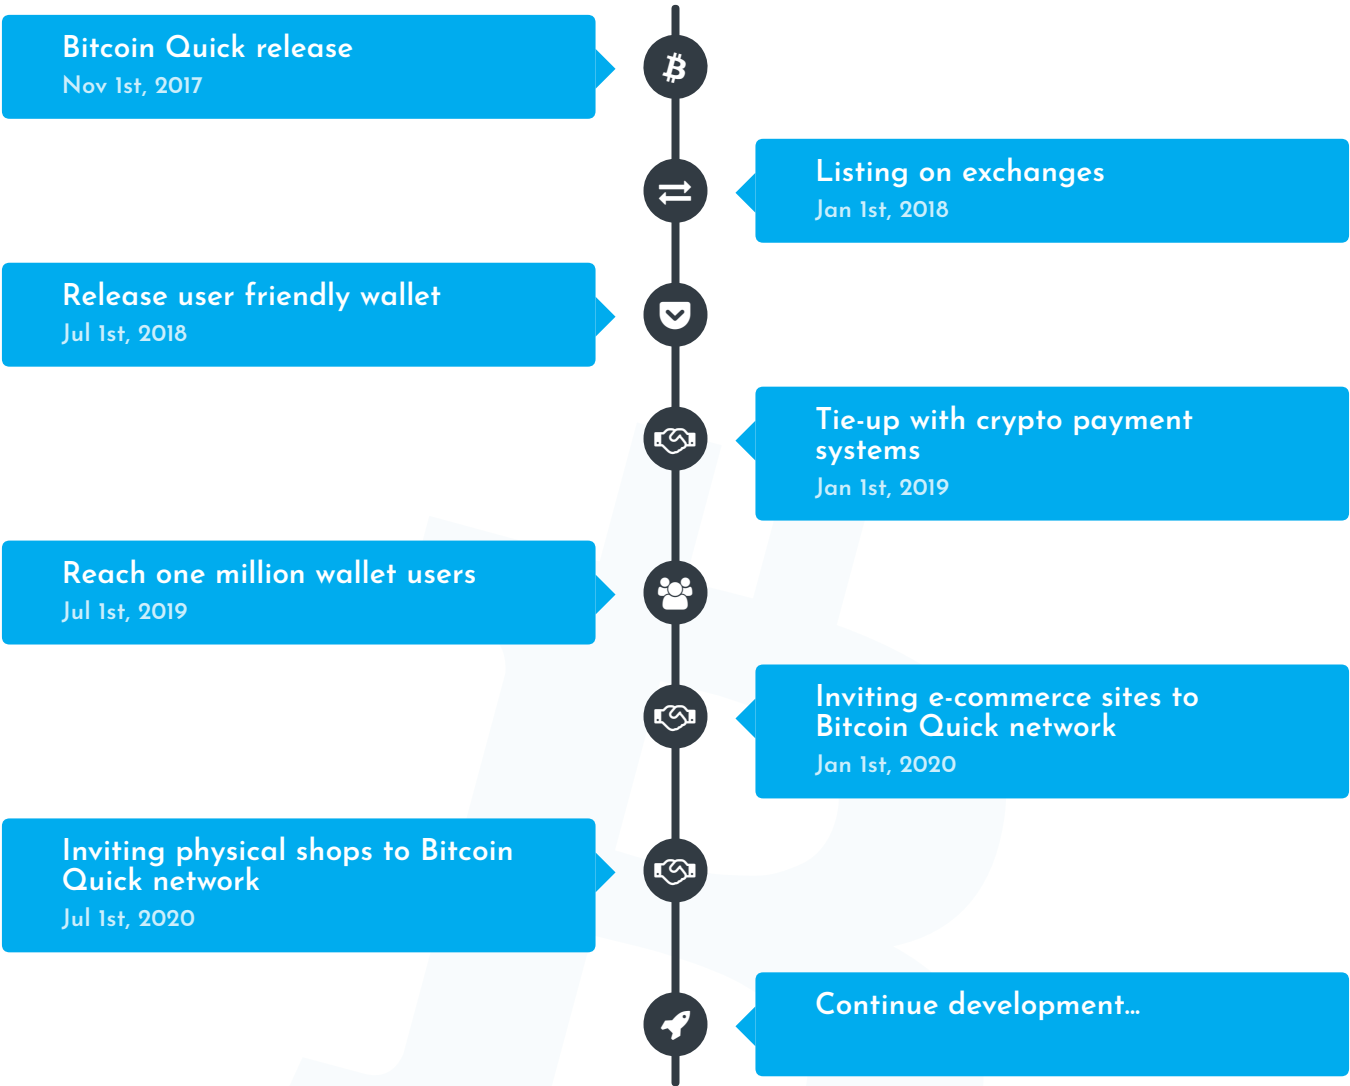 Bitcoin Quick release
Nov 1st, 2017
Listing on exchanges
Jan 1st, 2018
Release user friendly wallet
Jul 1st, 2018
Tie-up with crypto payment
systems
Jan 1st, 2019
Reach one million wallet users
Jul 1st, 2019
Inviting e-commerce sites to
Bitcoin Quick network
Jan 1st, 2020
Inviting physical shops to Bitcoin
Quick network
Jul 1st, 2020
Continue development...